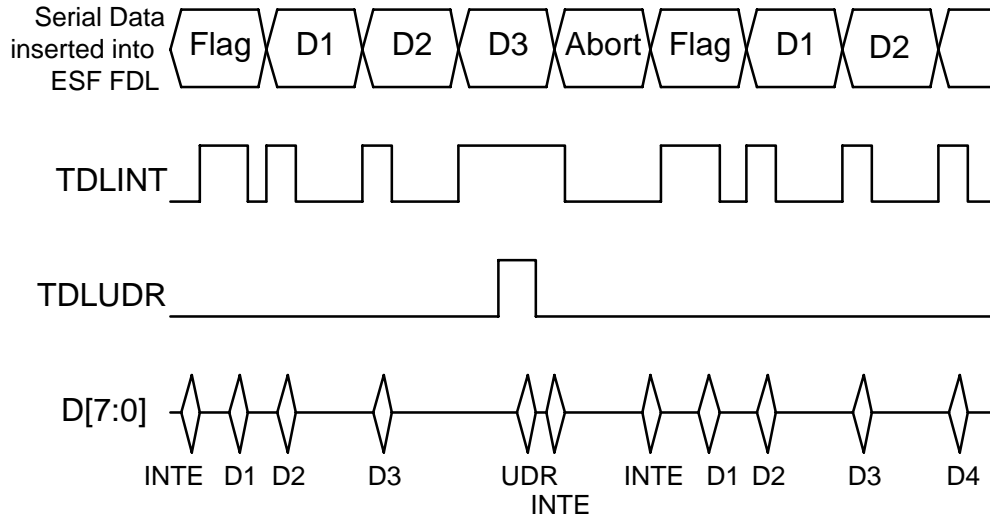 Serial Data
inserted into
ESF FDL
Flag D1 D2 D3 Abort Flag D1 D2
TDLINT
TDLUDR
D[7:0]
INTE D1 D2 D3 UDR INTE D1 D2 D3 D4
INTE